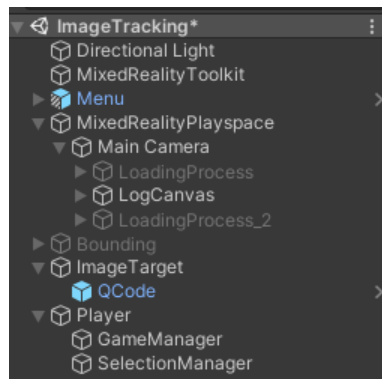 ImageTracking*
Directional Light
MixedRealityToolkit
Menu
MixedRealityPlayspace
Main Camera
LoadingProcess
LogCanvas
LoadingProcess_2
Bounding
ImageTarget
QCode
Player
GameManager
SelectionManager